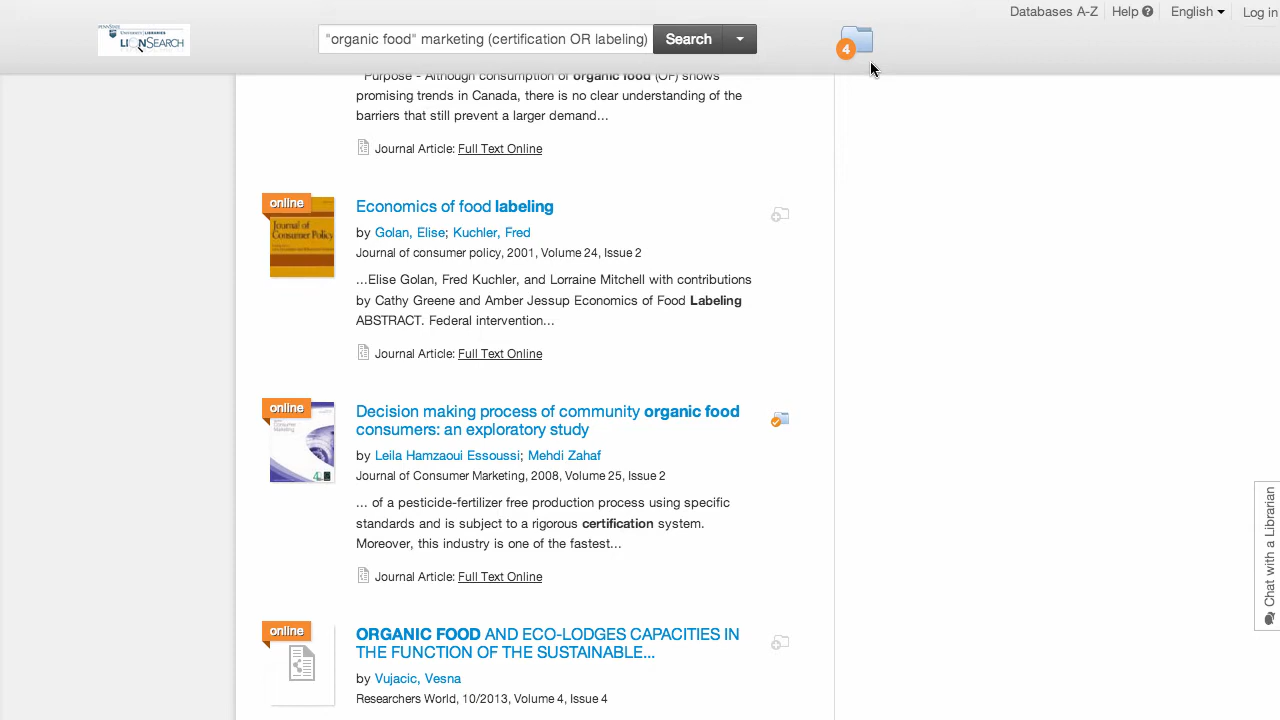 Databases A-Z Help ? English Log in
PENNSTATE
UNIVERSITY LIBRARIES
LIONSEARCH
"organic food" marketing (certification OR labeling)
Search
4
Purpose - Although consumption of organic food (OF) shows
promising trends in Canada, there is no clear understanding of the
barriers that still prevent a larger demand...
Journal Article: Full Text Online
online
Journal of
Consumer Policy
Economics of food labeling
by Golan, Elise; Kuchler, Fred
Journal of consumer policy, 2001, Volume 24, Issue 2
...Elise Golan, Fred Kuchler, and Lorraine Mitchell with contributions
by Cathy Greene and Amber Jessup Economics of Food Labeling
ABSTRACT. Federal intervention...
Journal Article: Full Text Online
online
Consumer
Marketing
Decision making process of community organic food
consumers: an exploratory study
by Leila Hamzaoui Essoussi; Mehdi Zahaf
Journal of Consumer Marketing, 2008, Volume 25, Issue 2
... of a pesticide-fertilizer free production process using specific
standards and is subject to a rigorous certification system.
Moreover, this industry is one of the fastest...
Journal Article: Full Text Online
online
ORGANIC FOOD AND ECO-LODGES CAPACITIES IN
THE FUNCTION OF THE SUSTAINABLE...
by Vujacic, Vesna
Researchers World, 10/2013, Volume 4, Issue 4
Chat with a Librarian